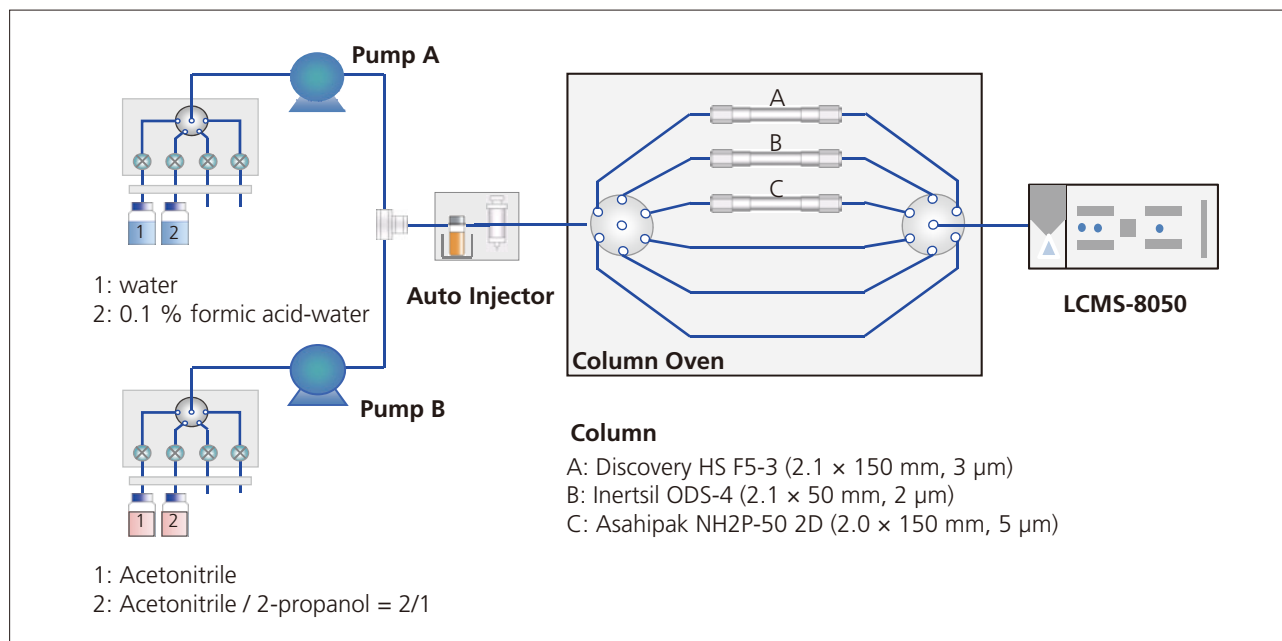 Pump A
A
B
C
1 2
1: water
2: 0.1 % formic acid-water
Auto Injector
LCMS-8050
Column Oven
Pump B
Column
A: Discovery HS F5-3 (2.1 × 150 mm, 3 μm)
B: Inertsil ODS-4 (2.1 × 50 mm, 2 μm)
C: Asahipak NH2P-50 2D (2.0 × 150 mm, 5 μm)
1 2
1: Acetonitrile
2: Acetonitrile / 2-propanol = 2/1